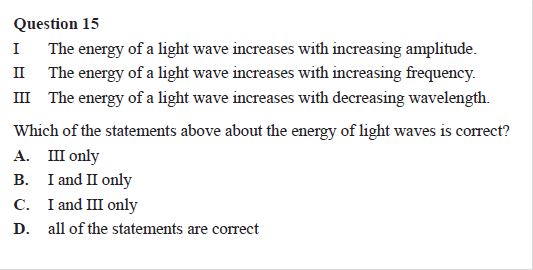 Question 15
I The energy of a light wave increases with increasing amplitude.
II The energy of a light wave increases with increasing frequency.
III The energy of a light wave increases with decreasing wavelength.
Which of the statements above about the energy of light waves is correct?
A. III only
B. I and II only
C. I and III only
D. all of the statements are correct